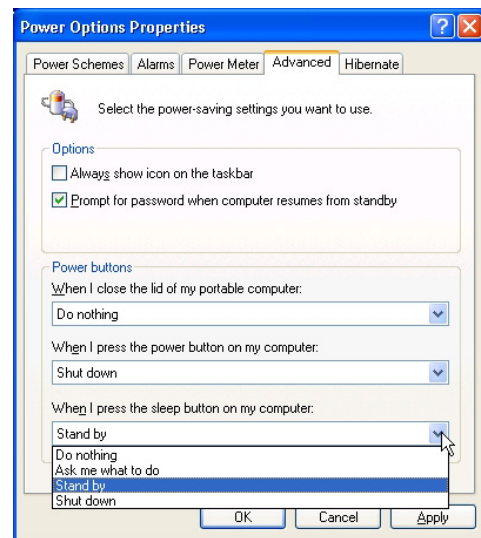 Power Options Properties
Power Schemes Alarms Power Meter Advanced Hibernate
Select the power-saving settings you want to use.
Options
Always show icon on the taskbar
Prompt for password when computer resumes from standby
Power buttons
When I close the lid of my portable computer:
Do nothing
When I press the power button on my computer:
Shut down
When I press the sleep button on my computer:
Stand by
Do nothing
Ask me what to do
Stand by
Shut down
OK Cancel Apply